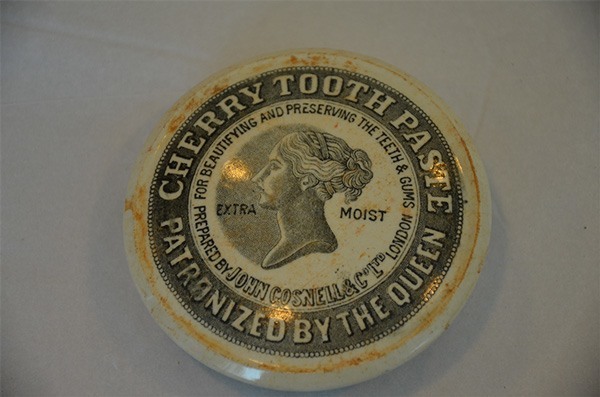 CHERRY TOOTH PASTE
PATRONIZED BY THE QUEEN
FOR BEAUTIFYING AND PRESERVING THE TEETH & GUMS
PREPARED BY JOHN COSNELL & Co. LTD LONDON
EXTRA MOIST